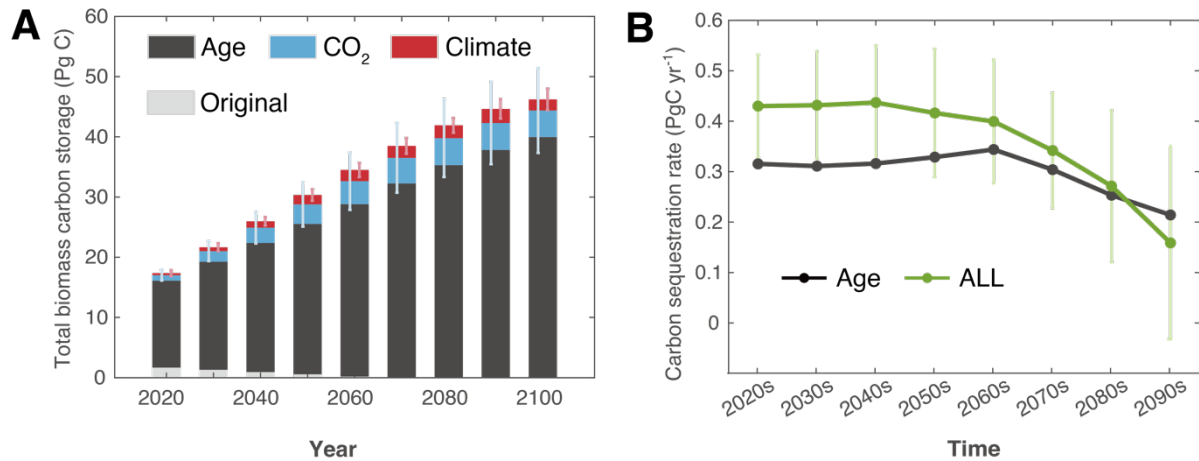 A
Total biomass carbon storage (Pg C)
60
50
40
30
20
10
0
Age
CO₂
Climate
Original
2020
2040
2060
2080
2100
Year
B
Carbon sequestration rate (PgC yr⁻¹)
0.6
0.5
0.4
0.3
0.2
0.1
0
Age
ALL
2020s
2030s
2040s
2050s
2060s
2070s
2080s
2090s
Time